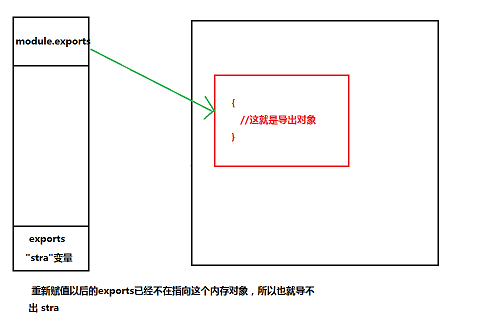 module.exports
{
//这就是导出对象
}
exports
"stra"变量
重新赋值以后的exports已经不在指向这个内存对象，所以也就导不
出 stra